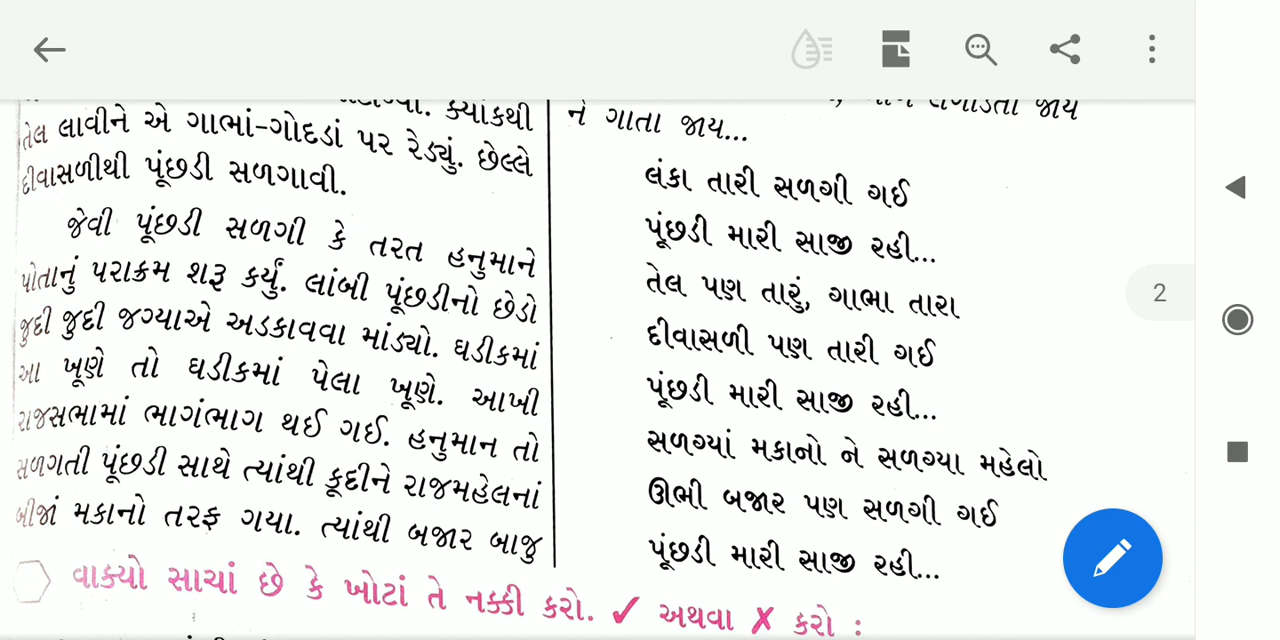 ક્યાંકથી
તેલ લાવીને એ ગાભાં-ગોદડાં પર રેડ્યું. છેલ્લે
દીવાસળીથી પૂંછડી સળગાવી.
જેવી પૂંછડી સળગી કે તરત હનુમાને
પોતાનું પરાક્રમ શરૂ કર્યું. લાંબી પૂંછડીનો છેડો
જુદી જુદી જગ્યાએ અડકાવવા માંડ્યો. ઘડીકમાં
આ ખૂણે તો ઘડીકમાં પેલા ખૂણે. આખી
રાજસભામાં ભાગંભાગ થઈ ગઈ. હનુમાન તો
સળગતી પૂંછડી સાથે ત્યાંથી કૂદીને રાજમહેલનાં
બીજાં મકાનો તરફ ગયા. ત્યાંથી બજાર બાજુ
જાય
ને ગાતા જાય...
લંકા તારી સળગી ગઈ
પૂંછડી મારી સાજી રહી...
તેલ પણ તારું, ગાભા તારા
દીવાસળી પણ તારી ગઈ
પૂંછડી મારી સાજી રહી...
સળગ્યાં મકાનો ને સળગ્યા મહેલો
ઊભી બજાર પણ સળગી ગઈ
પૂંછડી મારી સાજી રહી...
2
વાક્યો સાચાં છે કે ખોટાં તે નક્કી કરો. ✓ અથવા ✗ કરો :